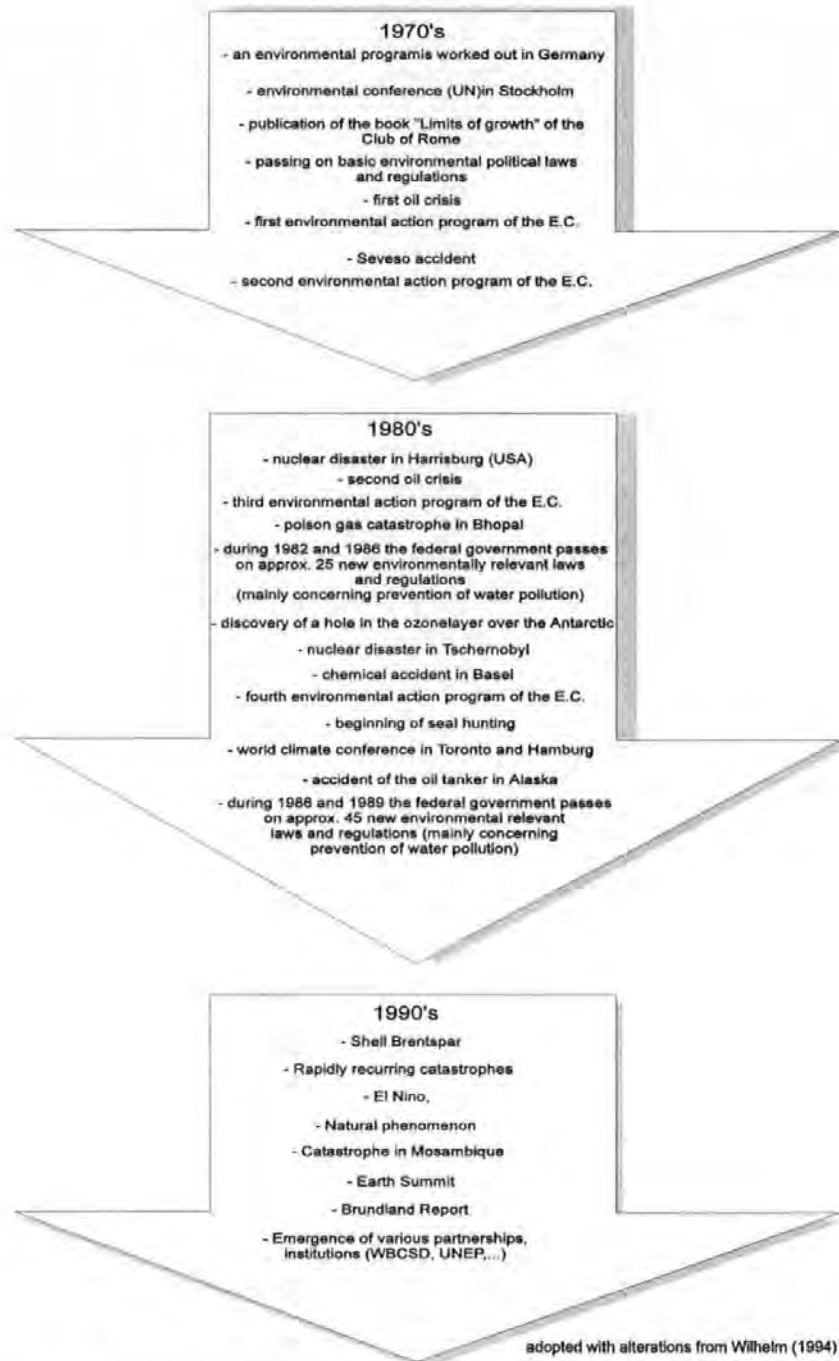 1970's
- an environmental programis worked out in Germany
- environmental conference (UN)in Stockholm
- publication of the book "Limits of growth" of the
Club of Rome
- passing on basic environmental political laws
and regulations
- first oil crisis
- first environmental action program of the E.C.
- Seveso accident
- second environmental action program of the E.C.
1980's
- nuclear disaster in Harrisburg (USA)
- second oil crisis
- third environmental action program of the E.C.
- poison gas catastrophe in Bhopal
- during 1982 and 1986 the federal government passes
on approx. 25 new environmentally relevant laws
and regulations
(mainly concerning prevention of water pollution)
- discovery of a hole in the ozonelayer over the Antarctic
- nuclear disaster in Tschernobyl
- chemical accident in Basel
- fourth environmental action program of the E.C.
- beginning of seal hunting
- world climate conference in Toronto and Hamburg
- accident of the oil tanker in Alaska
- during 1986 and 1989 the federal government passes
on approx. 45 new environmental relevant
laws and regulations (mainly concerning
prevention of water pollution)
1990's
- Shell Brentspar
- Rapidly recurring catastrophes
- El Nino,
- Natural phenomenon
- Catastrophe in Mosambique
- Earth Summit
- Brundland Report
- Emergence of various partnerships,
institutions (WBCSD, UNEP,...)
adopted with alterations from Wilhelm (1994)